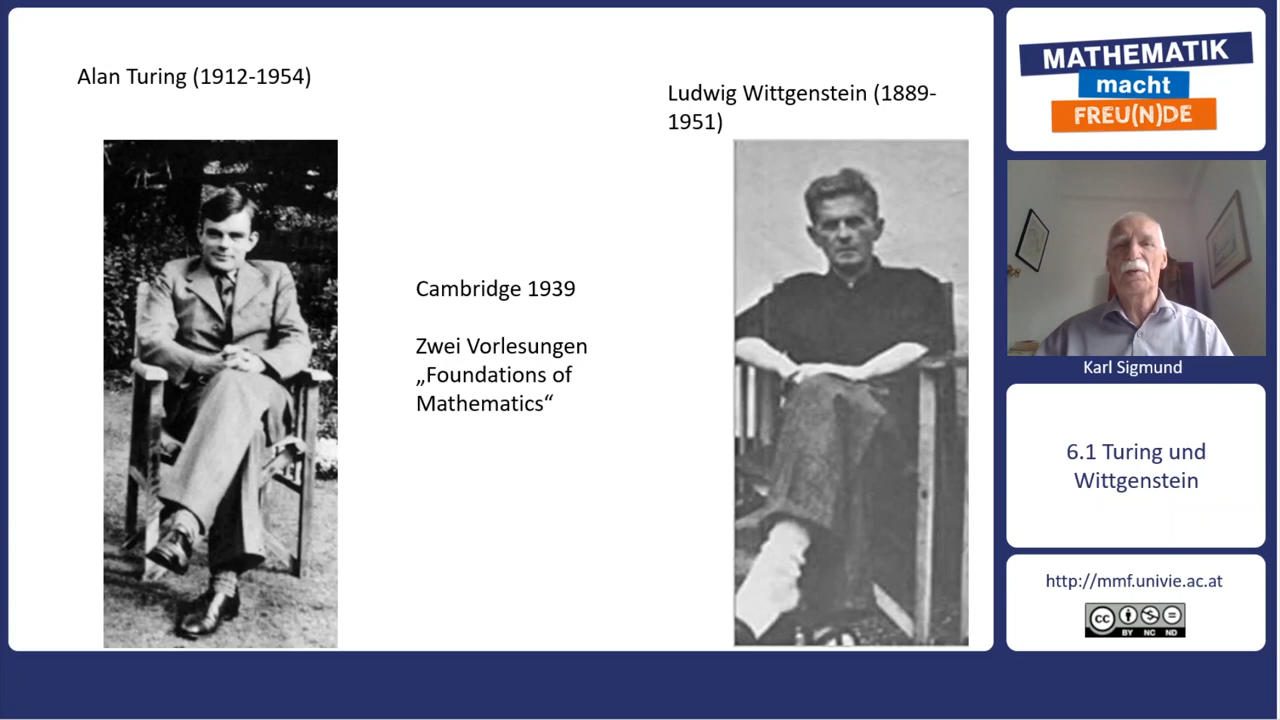 Alan Turing (1912-1954)
Ludwig Wittgenstein (1889-
1951)
Cambridge 1939
Zwei Vorlesungen
„Foundations of
Mathematics“
MATHEMATIK
macht
FREU(N)DE
Karl Sigmund
6.1 Turing und
Wittgenstein
http://mmf.univie.ac.at
CC BY NC ND